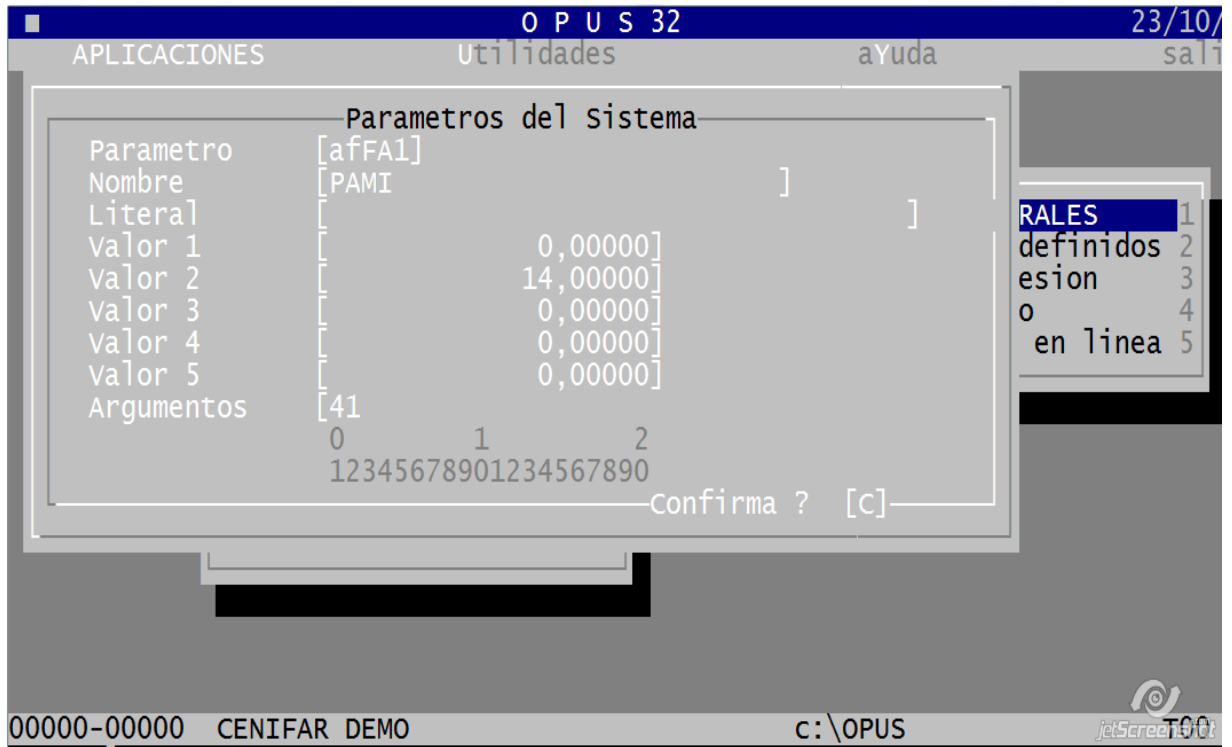 O P U S 32 23/10/
APLICACIONES Utilidades aYuda sali
Parametros del Sistema
Parametro [afFA1]
Nombre [PAMI ]
Literal [ ] RALES 1
Valor 1 [ 0,00000] definidos 2
Valor 2 [ 14,00000] esion 3
Valor 3 [ 0,00000] o 4
Valor 4 [ 0,00000] en linea 5
Valor 5 [ 0,00000]
Argumentos [41
0 1 2
12345678901234567890
Confirma ? [C]
00000-00000 CENIFAR DEMO c:\OPUS T00
jetScreenshot